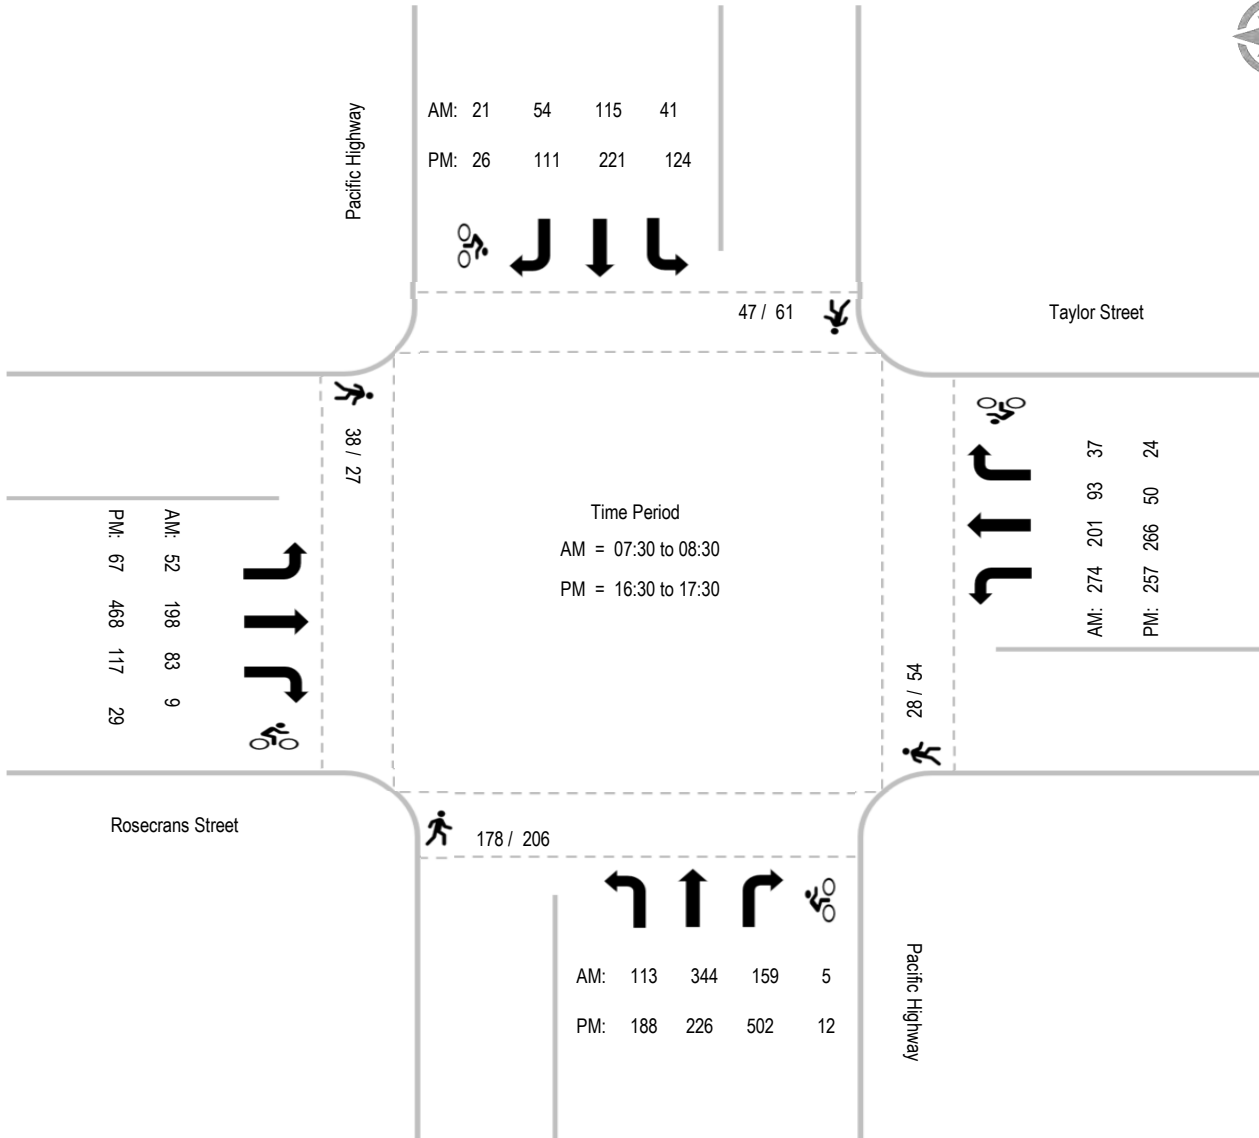 AM: 21 54 115 41
PM: 26 111 221 124
Pacific Highway
47 / 61
Taylor Street
38 / 27
AM: 274 201 93 37
PM: 257 266 50 24
Time Period
AM = 07:30 to 08:30
PM = 16:30 to 17:30
AM: 52 198 83 9
PM: 67 468 117 29
28 / 54
Rosecrans Street
178 / 206
AM: 113 344 159 5
PM: 188 226 502 12
Pacific Highway